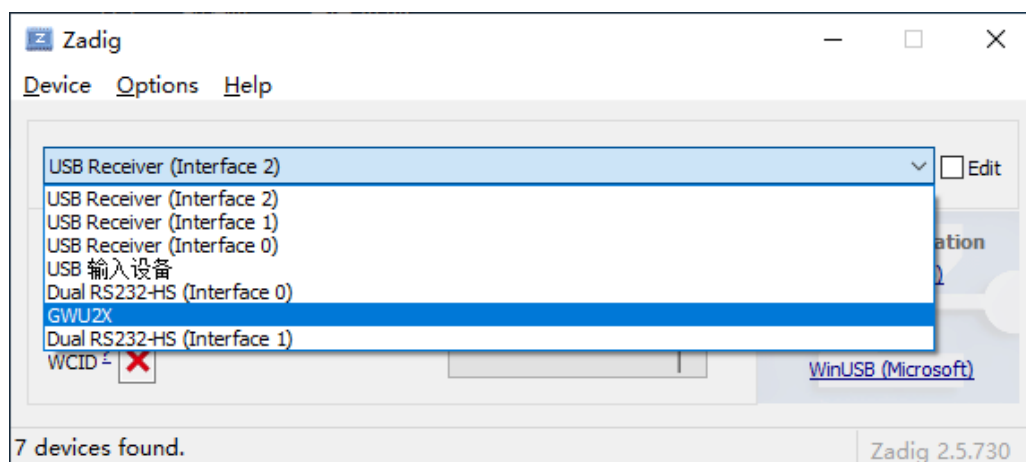 Zadig
Device Options Help
USB Receiver (Interface 2)
Edit
USB Receiver (Interface 2)
USB Receiver (Interface 1)
USB Receiver (Interface 0)
USB 输入设备
Dual RS232-HS (Interface 0)
GWU2X
Dual RS232-HS (Interface 1)
WCID ?
WinUSB (Microsoft)
7 devices found.
Zadig 2.5.730